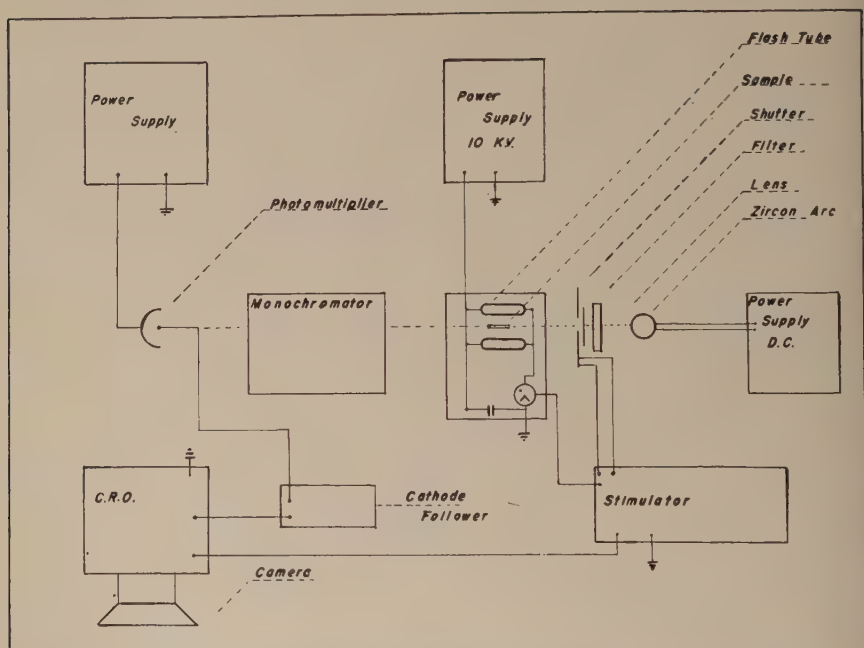 Flash Tube
Sample
Shutter
Filter
Lens
Zircon Arc
Power
Supply
Power
Supply
10 KV.
Photomultiplier
Monochromator
Power
Supply
D.C.
C.R.O.
Cathode
Follower
Stimulator
Camera